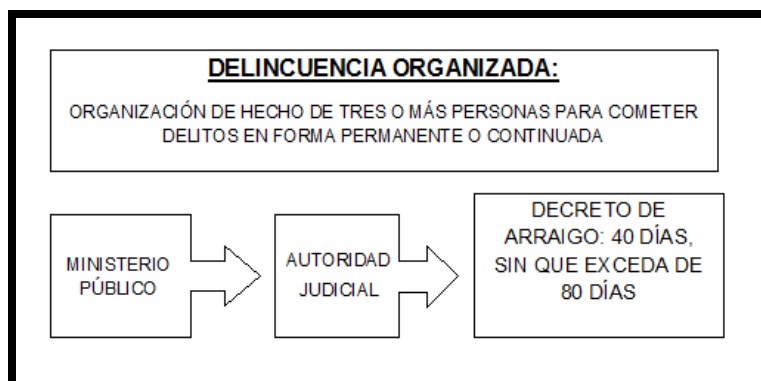 DELINCUENCIA ORGANIZADA:
ORGANIZACIÓN DE HECHO DE TRES O MÁS PERSONAS PARA COMETER
DELITOS EN FORMA PERMANENTE O CONTINUADA
MINISTERIO
PÚBLICO
AUTORIDAD
JUDICIAL
DECRETO DE
ARRAIGO: 40 DÍAS,
SIN QUE EXCEDA DE
80 DÍAS